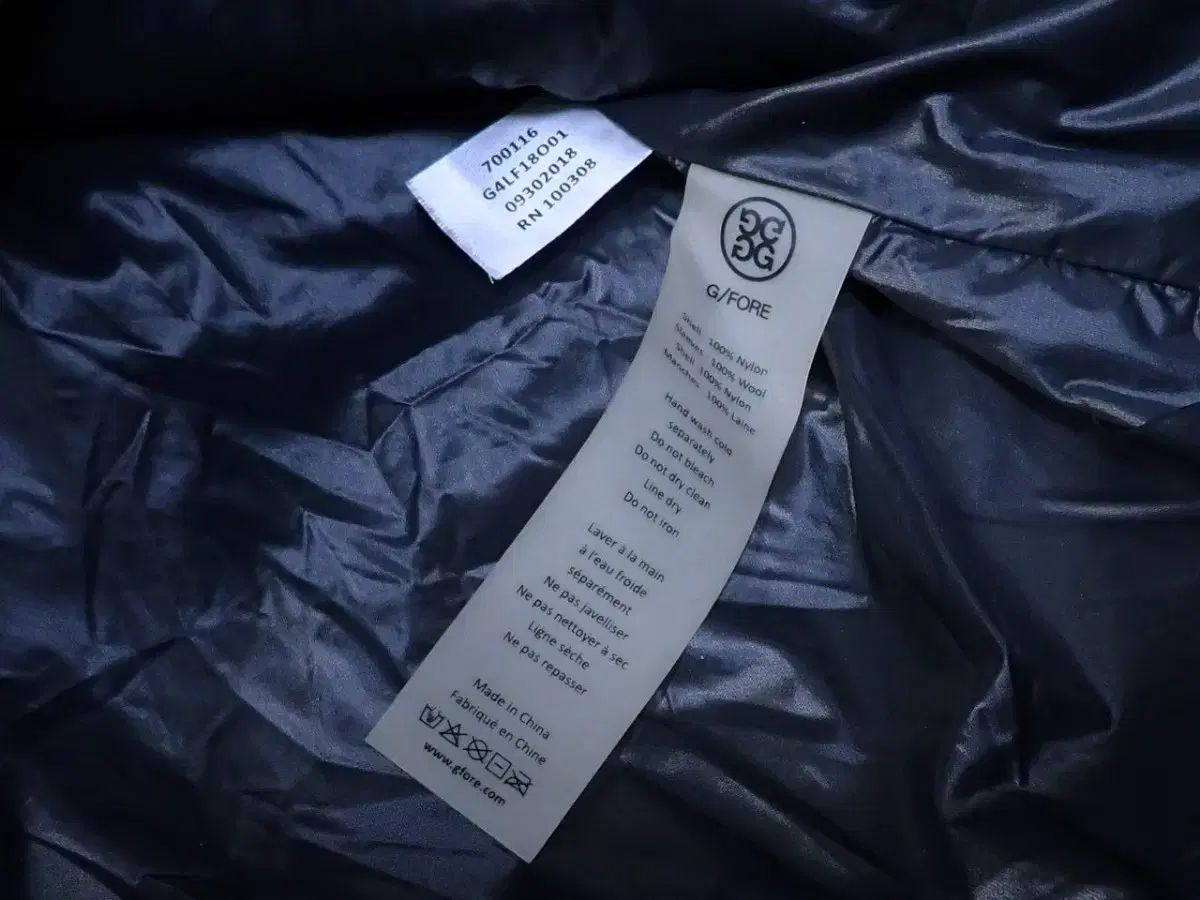 700116
G4LF18O01
09302018
RN 100308
G/FORE
Shell 100% Nylon
Sleeves 100% Wool
Shell 100% Nylon
Manches 100% Laine
Hand wash cold
separately
Do not bleach
Do not dry clean
Line dry
Do not iron
Laver à la main
à l'eau froide
séparément
Ne pas javelliser
Ne pas nettoyer à sec
Ligne sèche
Ne pas repasser
Made in China
Fabriqué en Chine
www.gfore.com